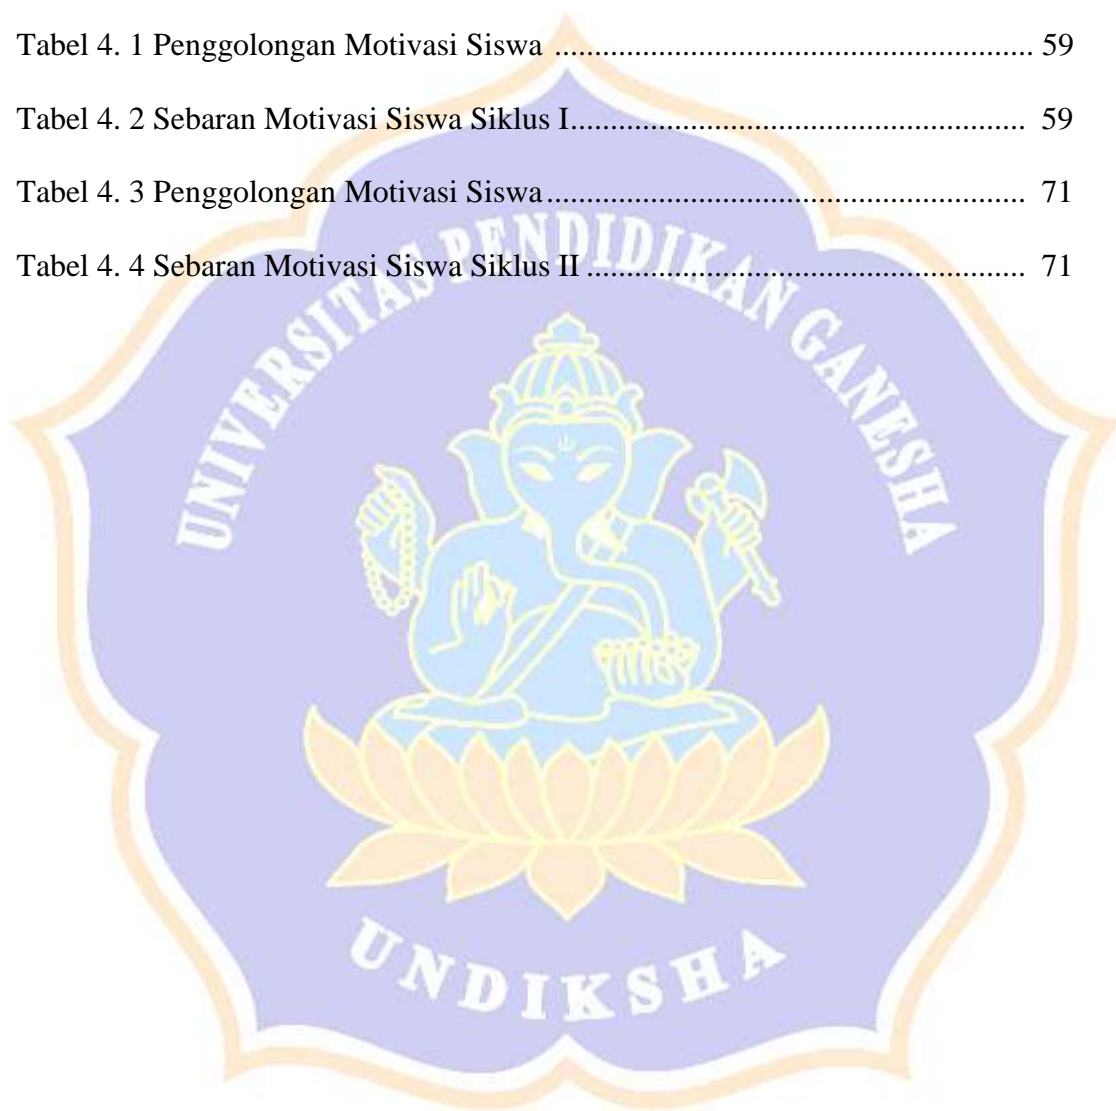 Tabel 4. 1 Penggolongan Motivasi Siswa ............................................................. 59
Tabel 4. 2 Sebaran Motivasi Siswa Siklus I.......................................................... 59
Tabel 4. 3 Penggolongan Motivasi Siswa............................................................. 71
Tabel 4. 4 Sebaran Motivasi Siswa Siklus II ........................................................ 71
UNIVERSITAS PENDIDIKAN GANESHA
UNDIKSHA